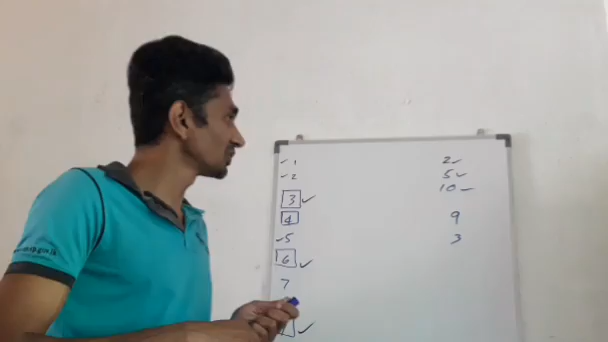 ✓ 1 2 ✓
✓ 2 5 ✓
3 ✓ 10 ✓
4 9
✓ 5 3
6 ✓
7
✓